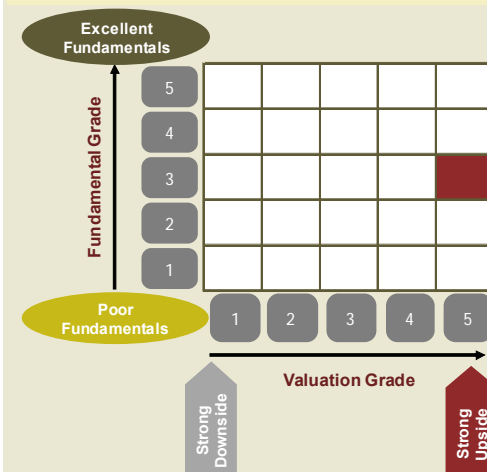 Excellent
Fundamentals
Fundamental Grade
5
4
3
2
1
Poor
Fundamentals
1 2 3 4 5
Valuation Grade
Strong
Downside
Strong
Upside